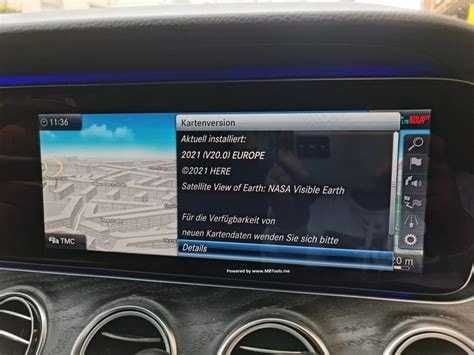 11:36
Kartenversion
Aktuell installiert:
2021 (V20.0) EUROPE
©2021 HERE
Satellite View of Earth: NASA Visible Earth
Für die Verfügbarkeit von
neuen Kartendaten wenden Sie sich bitte
TMC
Details
20 m
Powered by www.MBTools.me